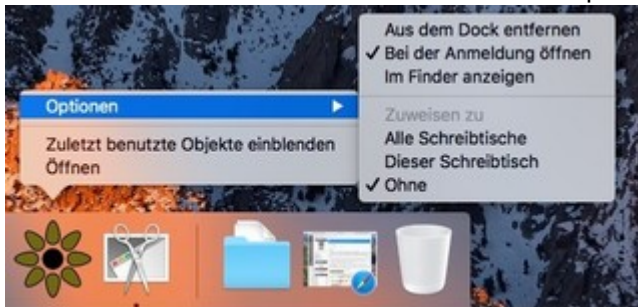 Aus dem Dock entfernen
✓ Bei der Anmeldung öffnen
Im Finder anzeigen
Optionen
Zuweisen zu
Alle Schreibtische
Dieser Schreibtisch
✓ Ohne
Zuletzt benutzte Objekte einblenden
Öffnen